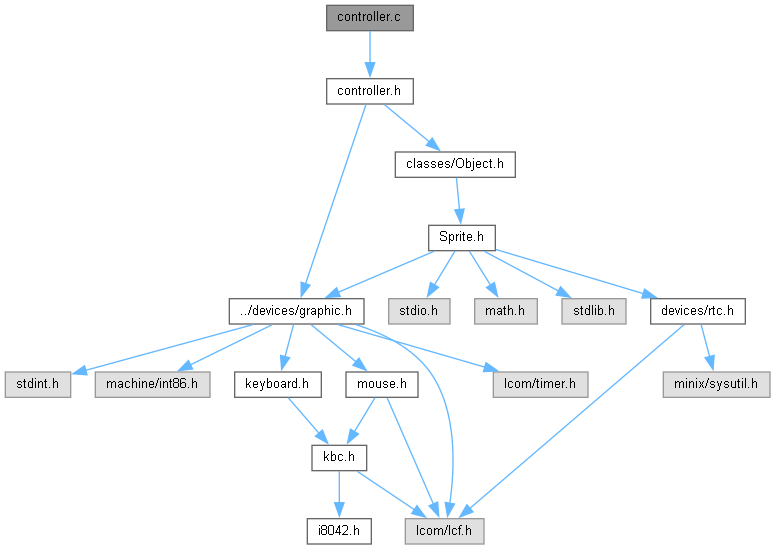 controller.c
controller.h
classes/Object.h
Sprite.h
../devices/graphic.h
stdio.h
math.h
stdlib.h
devices/rtc.h
stdint.h
machine/int86.h
keyboard.h
mouse.h
lcom/timer.h
minix/sysutil.h
kbc.h
i8042.h
lcom/lcf.h